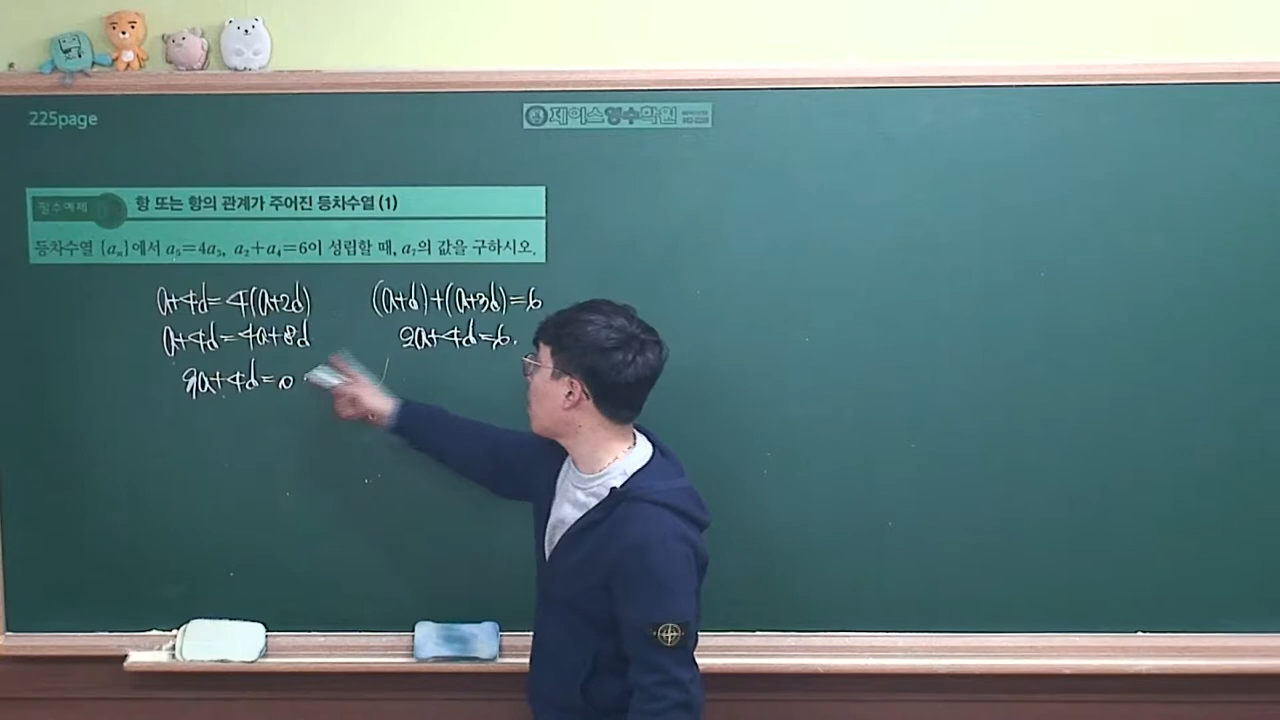 225page
제이스영수학원
필수예제
항 또는 항의 관계가 주어진 등차수열 (1)
등차수열 {aₙ}에서 a₅=4a₃, a₂+a₄=6이 성립할 때, a₇의 값을 구하시오.
a+4d=4(a+2d)
(a+d)+(a+3d)=6
a+4d=4a+8d
2a+4d=6.
3a+4d=0